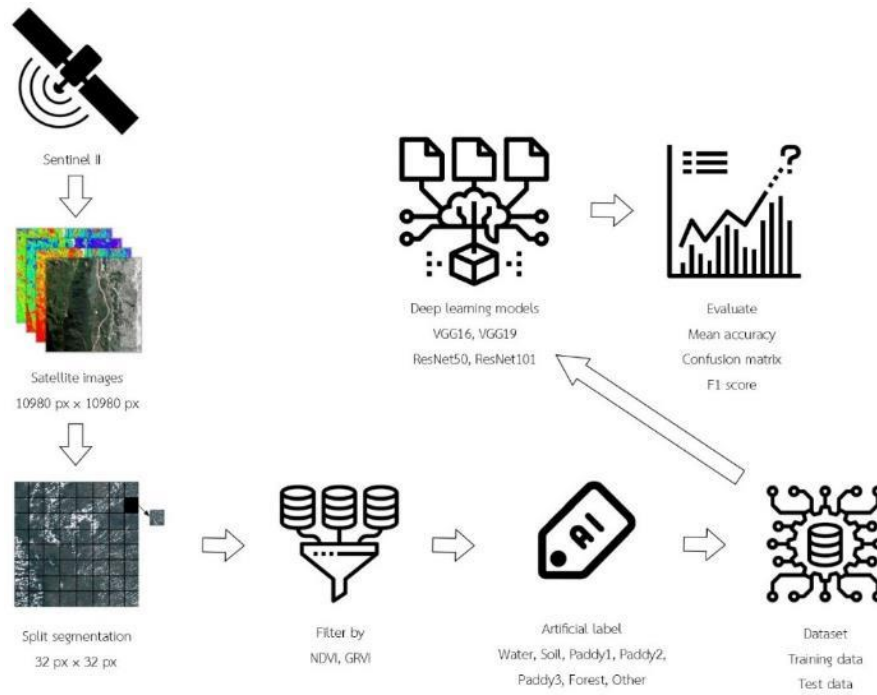 Sentinel II
Satellite images
10980 px × 10980 px
Split segmentation
32 px × 32 px
Filter by
NDVI, GRVI
AI
Artificial label
Water, Soil, Paddy1, Paddy2,
Paddy3, Forest, Other
Dataset
Training data
Test data
Deep learning models
VGG16, VGG19
ResNet50, ResNet101
?
Evaluate
Mean accuracy
Confusion matrix
F1 score